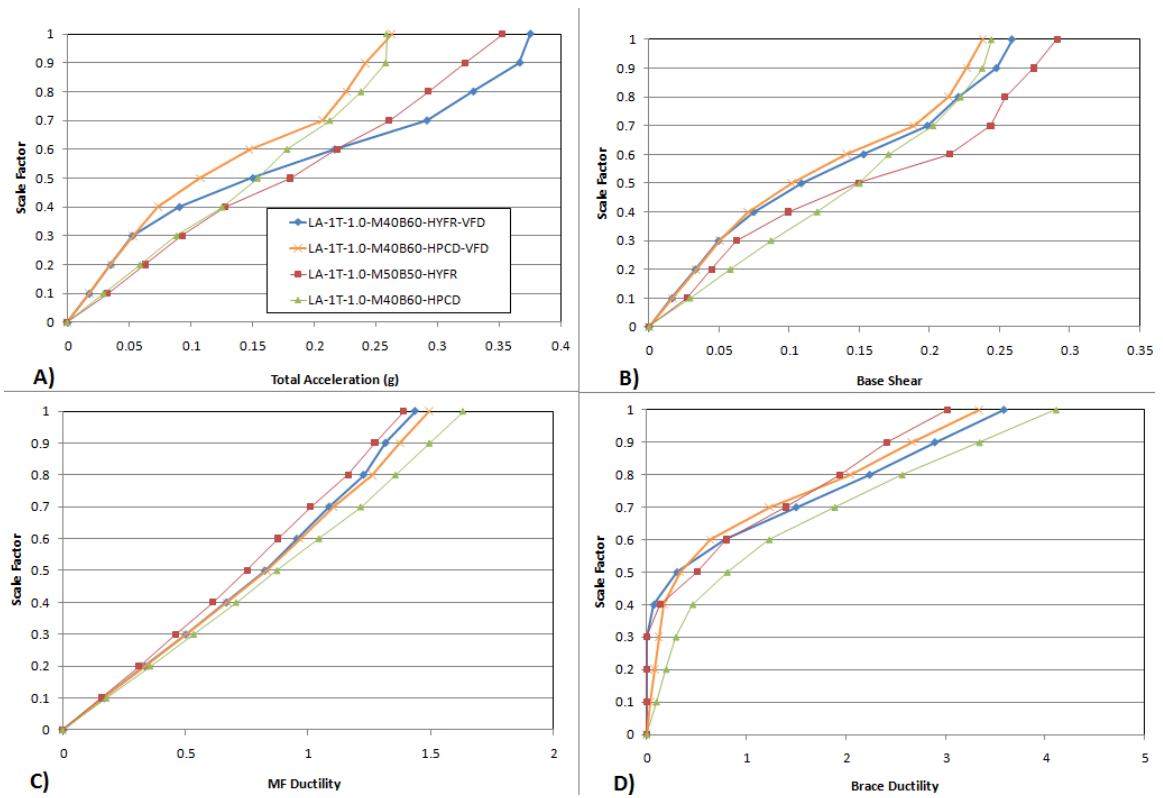 1
0.9
0.8
0.7
0.6
0.5
0.4
0.3
0.2
0.1
0
Scale Factor
0 0.05 0.1 0.15 0.2 0.25 0.3 0.35 0.4
Total Acceleration (g)
A)
LA-1T-1.0-M40B60-HYFR-VFD
LA-1T-1.0-M40B60-HPCD-VFD
LA-1T-1.0-M50B50-HYFR
LA-1T-1.0-M40B60-HPCD
1
0.9
0.8
0.7
0.6
0.5
0.4
0.3
0.2
0.1
0
Scale Factor
0 0.05 0.1 0.15 0.2 0.25 0.3 0.35
Base Shear
B)
1
0.9
0.8
0.7
0.6
0.5
0.4
0.3
0.2
0.1
0
Scale Factor
0 0.5 1 1.5 2
MF Ductility
C)
1
0.9
0.8
0.7
0.6
0.5
0.4
0.3
0.2
0.1
0
Scale Factor
0 1 2 3 4 5
Brace Ductility
D)